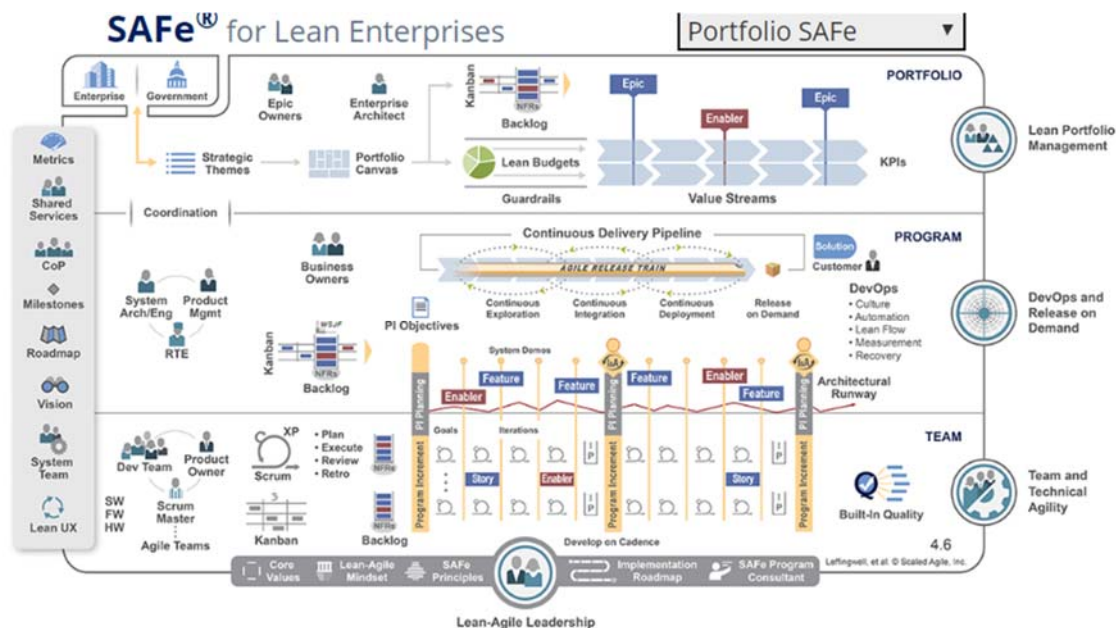 SAFe® for Lean Enterprises
Portfolio SAFe
PORTFOLIO
Enterprise
Government
Epic
Owners
Enterprise
Architect
Kanban
NFRs
Backlog
Epic
Enabler
Epic
Strategic
Themes
Portfolio
Canvas
Lean Budgets
Guardrails
KPIs
Value Streams
Lean Portfolio
Management
Metrics
Shared
Services
CoP
Milestones
Roadmap
Vision
System
Team
Lean UX
Coordination
PROGRAM
Business
Owners
Continuous Delivery Pipeline
AGILE RELEASE TRAIN
Continuous
Exploration
Continuous
Integration
Continuous
Deployment
Release
on Demand
Solution
Customer
DevOps
• Culture
• Automation
• Lean Flow
• Measurement
• Recovery
DevOps and
Release on
Demand
System
Arch/Eng
Product
Mgmt
RTE
Kanban
WSJF
NFRs
Backlog
PI Objectives
System Demos
PI Planning
Enabler
Feature
Feature
I&A
PI Planning
Feature
Enabler
Feature
I&A
PI Planning
Architectural
Runway
TEAM
Dev Team
Product
Owner
Scrum
Master
SW
FW
HW
Agile Teams
XP
Scrum
• Plan
• Execute
• Review
• Retro
NFRs
Kanban
NFRs
Backlog
Program Increment
Goals
Iterations
Story
Enabler
I P
I P
Program Increment
Story
I P
I P
Program Increment
Develop on Cadence
Built-In Quality
Team and
Technical
Agility
4.6
Leffingwell, et al. © Scaled Agile, Inc.
Core
Values
Lean-Agile
Mindset
SAFe
Principles
Implementation
Roadmap
SAFe Program
Consultant
Lean-Agile Leadership